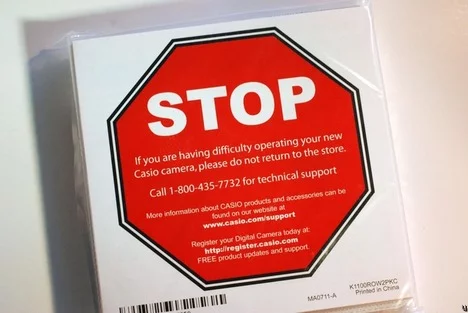 STOP
If you are having difficulty operating your new
Casio camera, please do not return to the store.
Call 1-800-435-7732 for technical support
More information about CASIO products and accessories can be
found on our website at
www.casio.com/support
Register your Digital Camera today at:
http://register.casio.com
FREE product updates and support.
MA0711-A
K1100ROW2PKC
Printed in China